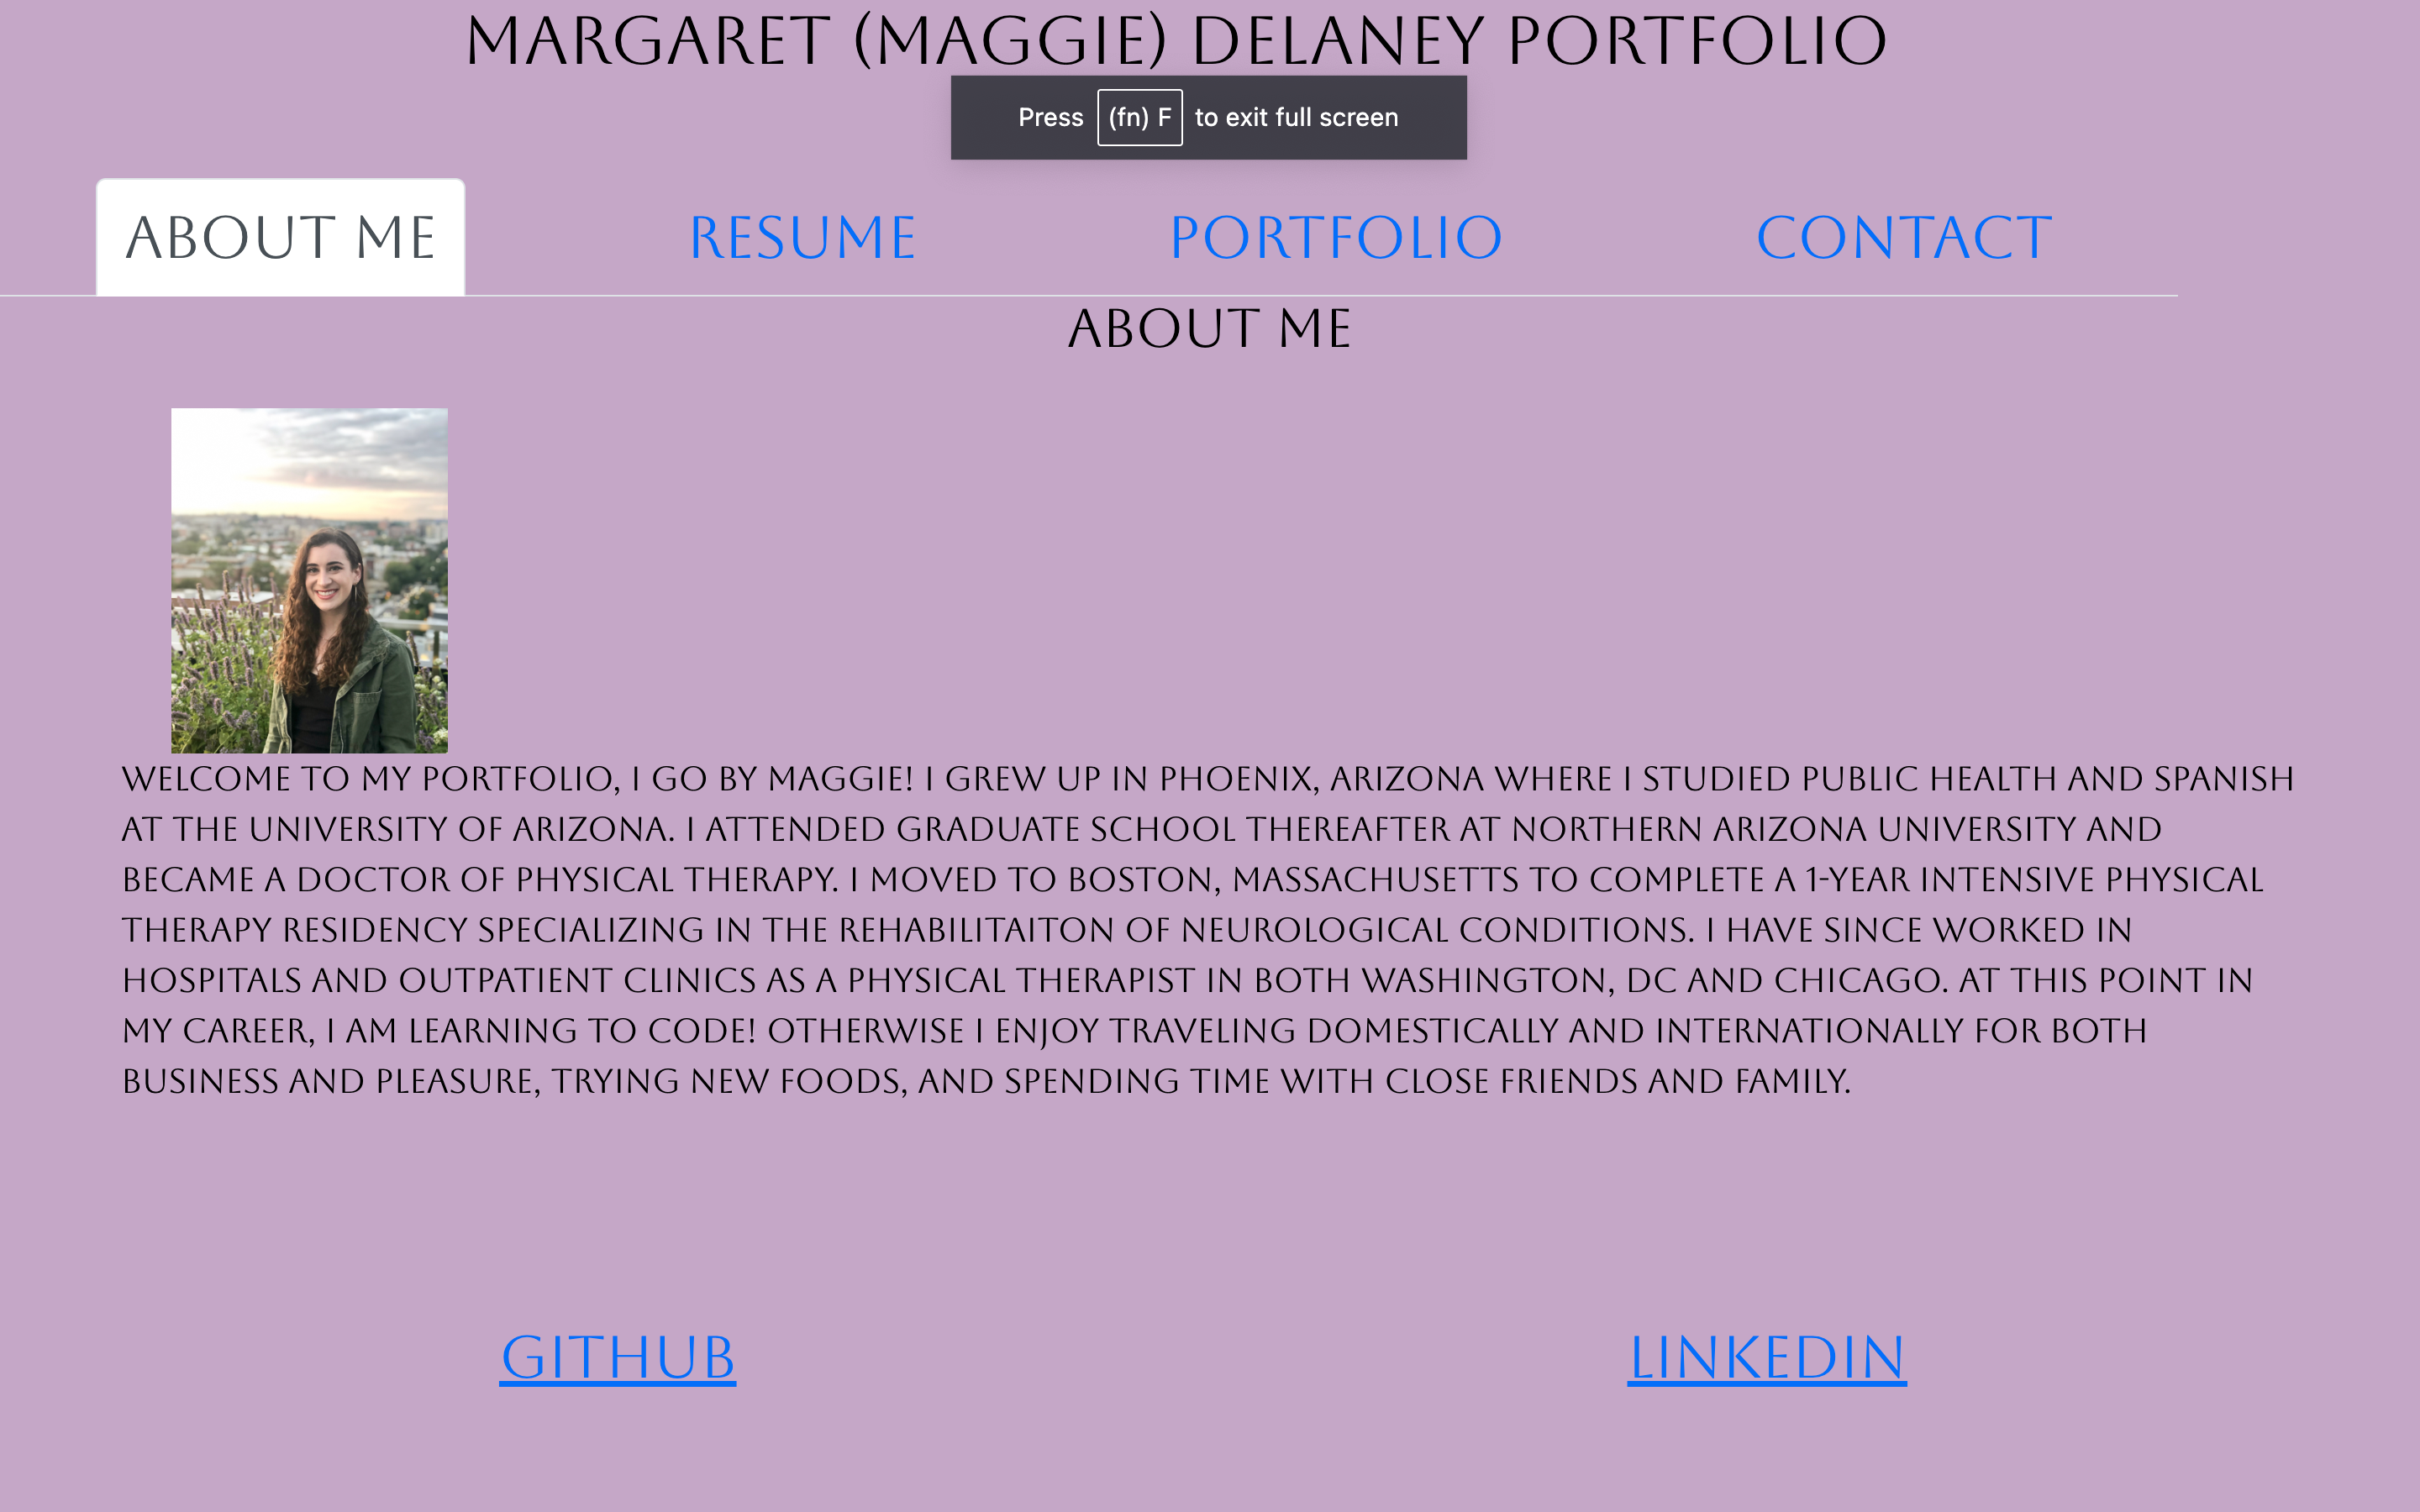 MARGARET (MAGGIE) DELANEY PORTFOLIO
Press (fn) F to exit full screen
ABOUT ME RESUME PORTFOLIO CONTACT
ABOUT ME
WELCOME TO MY PORTFOLIO, I GO BY MAGGIE! I GREW UP IN PHOENIX, ARIZONA WHERE I STUDIED PUBLIC HEALTH AND SPANISH
AT THE UNIVERSITY OF ARIZONA. I ATTENDED GRADUATE SCHOOL THEREAFTER AT NORTHERN ARIZONA UNIVERSITY AND
BECAME A DOCTOR OF PHYSICAL THERAPY. I MOVED TO BOSTON, MASSACHUSETTS TO COMPLETE A 1-YEAR INTENSIVE PHYSICAL
THERAPY RESIDENCY SPECIALIZING IN THE REHABILITAITON OF NEUROLOGICAL CONDITIONS. I HAVE SINCE WORKED IN
HOSPITALS AND OUTPATIENT CLINICS AS A PHYSICAL THERAPIST IN BOTH WASHINGTON, DC AND CHICAGO. AT THIS POINT IN
MY CAREER, I AM LEARNING TO CODE! OTHERWISE I ENJOY TRAVELING DOMESTICALLY AND INTERNATIONALLY FOR BOTH
BUSINESS AND PLEASURE, TRYING NEW FOODS, AND SPENDING TIME WITH CLOSE FRIENDS AND FAMILY.
GITHUB LINKEDIN